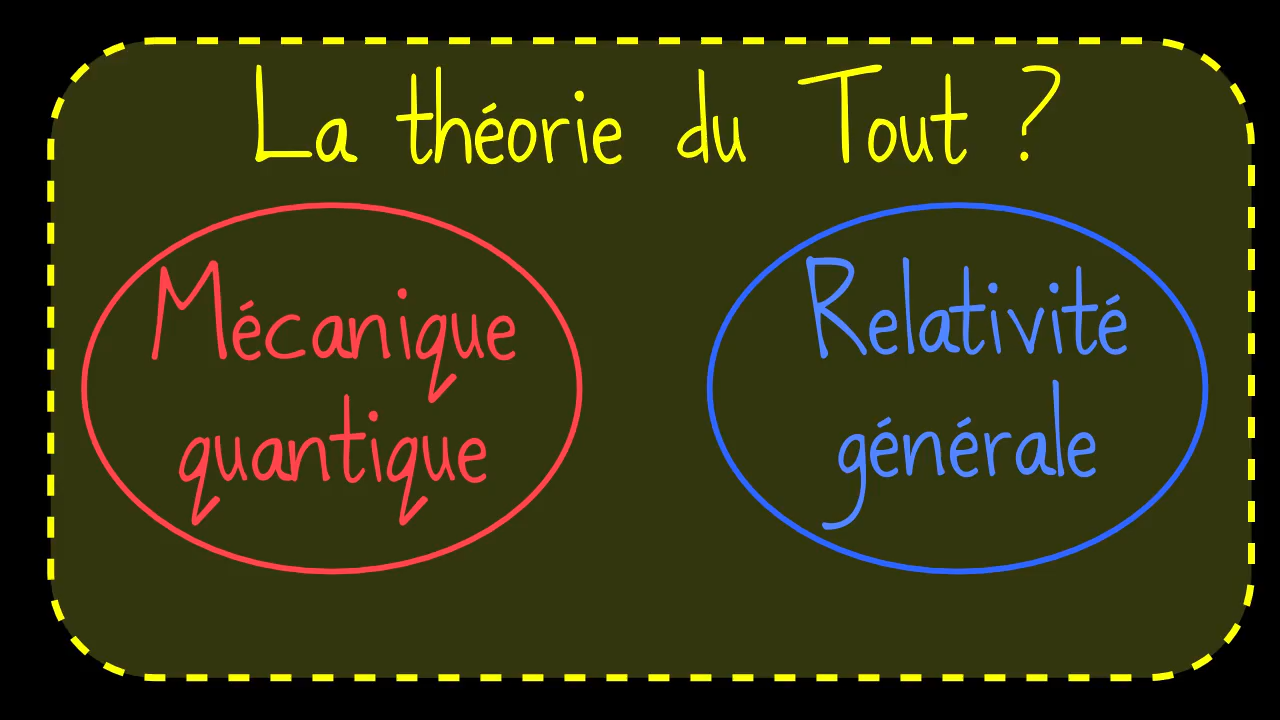 La théorie du Tout ?
Mécanique
quantique
Relativité
générale